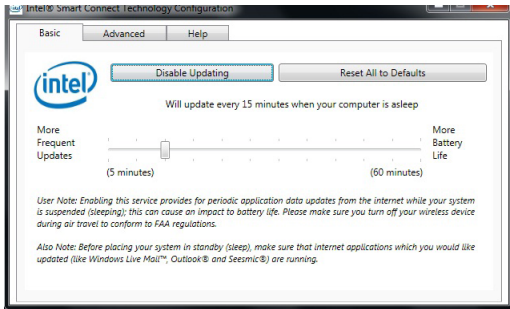 Intel® Smart Connect Technology Configuration
Basic Advanced Help
intel
Disable Updating Reset All to Defaults
Will update every 15 minutes when your computer is asleep
More Frequent Updates
More Battery Life
(5 minutes) (60 minutes)
User Note: Enabling this service provides for periodic application data updates from the internet while your system
is suspended (sleeping); this can cause an impact to battery life. Please make sure you turn off your wireless device
during air travel to conform to FAA regulations.
Also Note: Before placing your system in standby (sleep), make sure that internet applications which you would like
updated (like Windows Live Mail™, Outlook® and Seesmic®) are running.